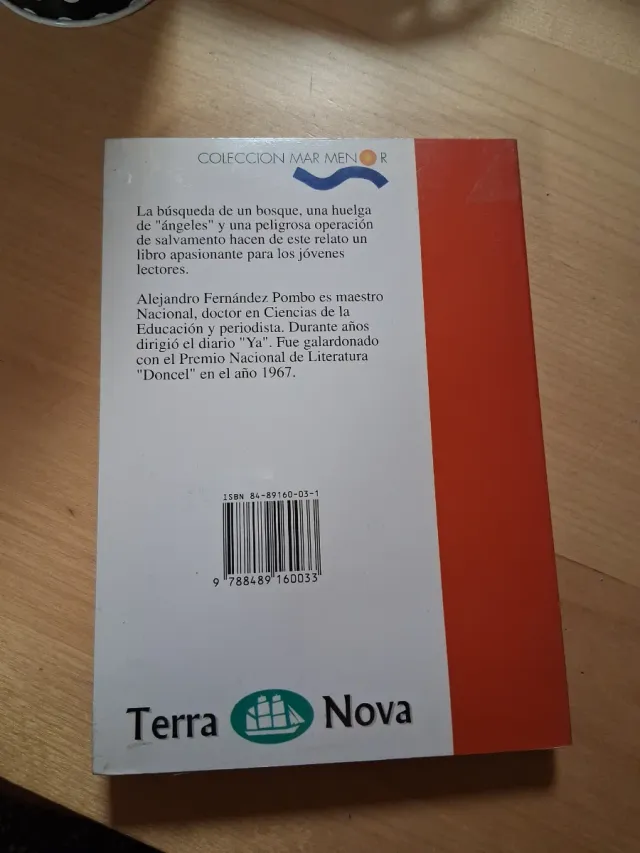 COLECCION MAR MENOR
La búsqueda de un bosque, una huelga
de "ángeles" y una peligrosa operación
de salvamento hacen de este relato un
libro apasionante para los jóvenes
lectores.
Alejandro Fernández Pombo es maestro
Nacional, doctor en Ciencias de la
Educación y periodista. Durante años
dirigió el diario "Ya". Fue galardonado
con el Premio Nacional de Literatura
"Doncel" en el año 1967.
ISBN 84-89160-03-1
9 788489 160033
Terra Nova